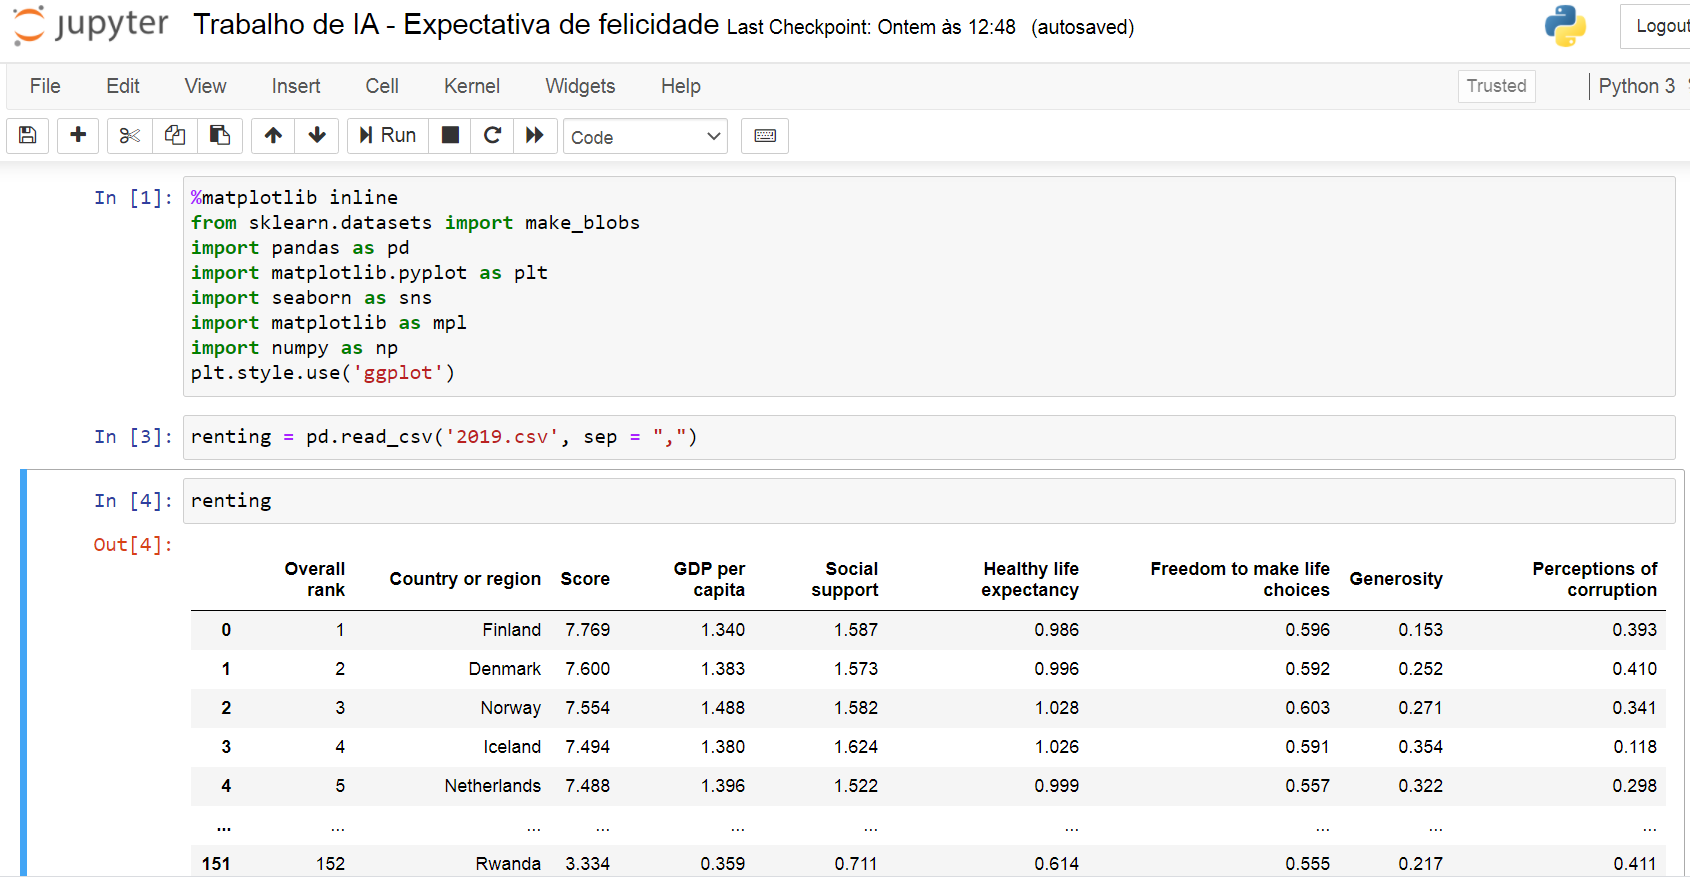 jupyter Trabalho de IA - Expectativa de felicidade Last Checkpoint: Ontem às 12:48 (autosaved) Logout
File Edit View Insert Cell Kernel Widgets Help Trusted Python 3
Run Code
In [1]: %matplotlib inline
from sklearn.datasets import make_blobs
import pandas as pd
import matplotlib.pyplot as plt
import seaborn as sns
import matplotlib as mpl
import numpy as np
plt.style.use('ggplot')
In [3]: renting = pd.read_csv('2019.csv', sep = ",")
In [4]: renting
Out[4]:
Overall rank Country or region Score GDP per capita Social support Healthy life expectancy Freedom to make life choices Generosity Perceptions of corruption
0 1 Finland 7.769 1.340 1.587 0.986 0.596 0.153 0.393
1 2 Denmark 7.600 1.383 1.573 0.996 0.592 0.252 0.410
2 3 Norway 7.554 1.488 1.582 1.028 0.603 0.271 0.341
3 4 Iceland 7.494 1.380 1.624 1.026 0.591 0.354 0.118
4 5 Netherlands 7.488 1.396 1.522 0.999 0.557 0.322 0.298
... ... ... ... ... ... ... ... ... ...
151 152 Rwanda 3.334 0.359 0.711 0.614 0.555 0.217 0.411